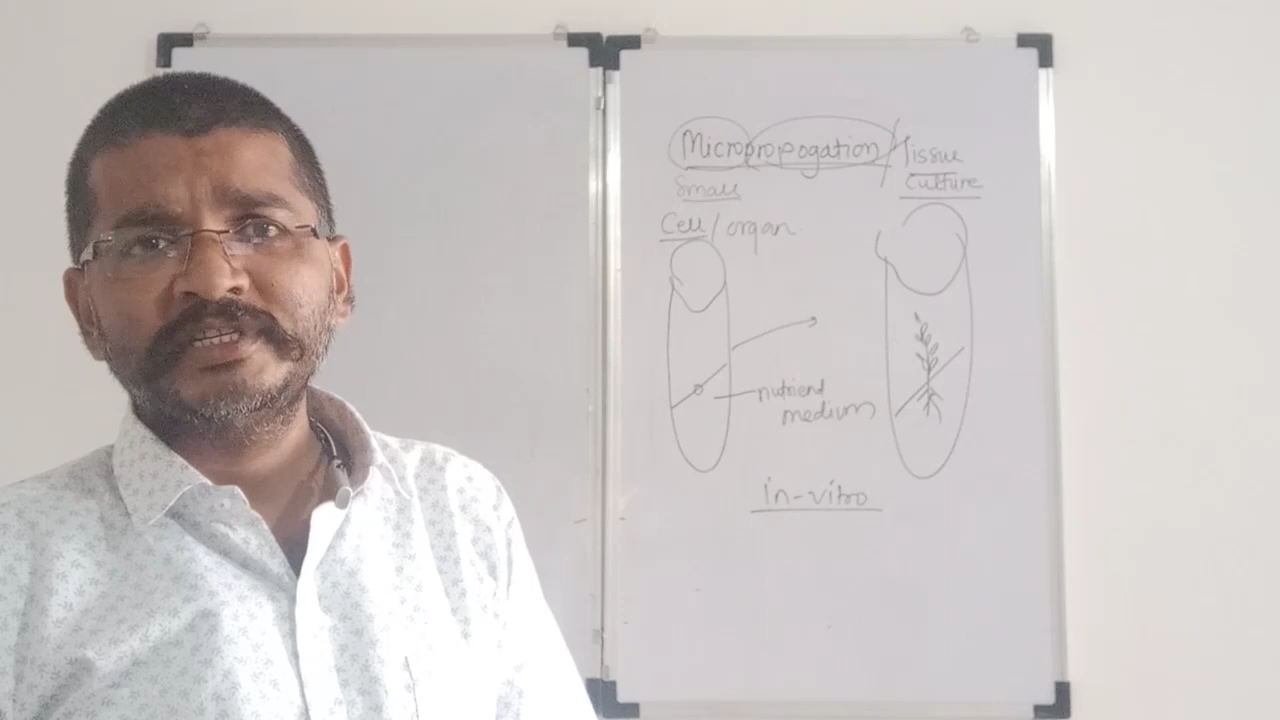 Micropropogation / Tissue
Culture
Small
Cell / organ
nutrient
medium
in-vitro